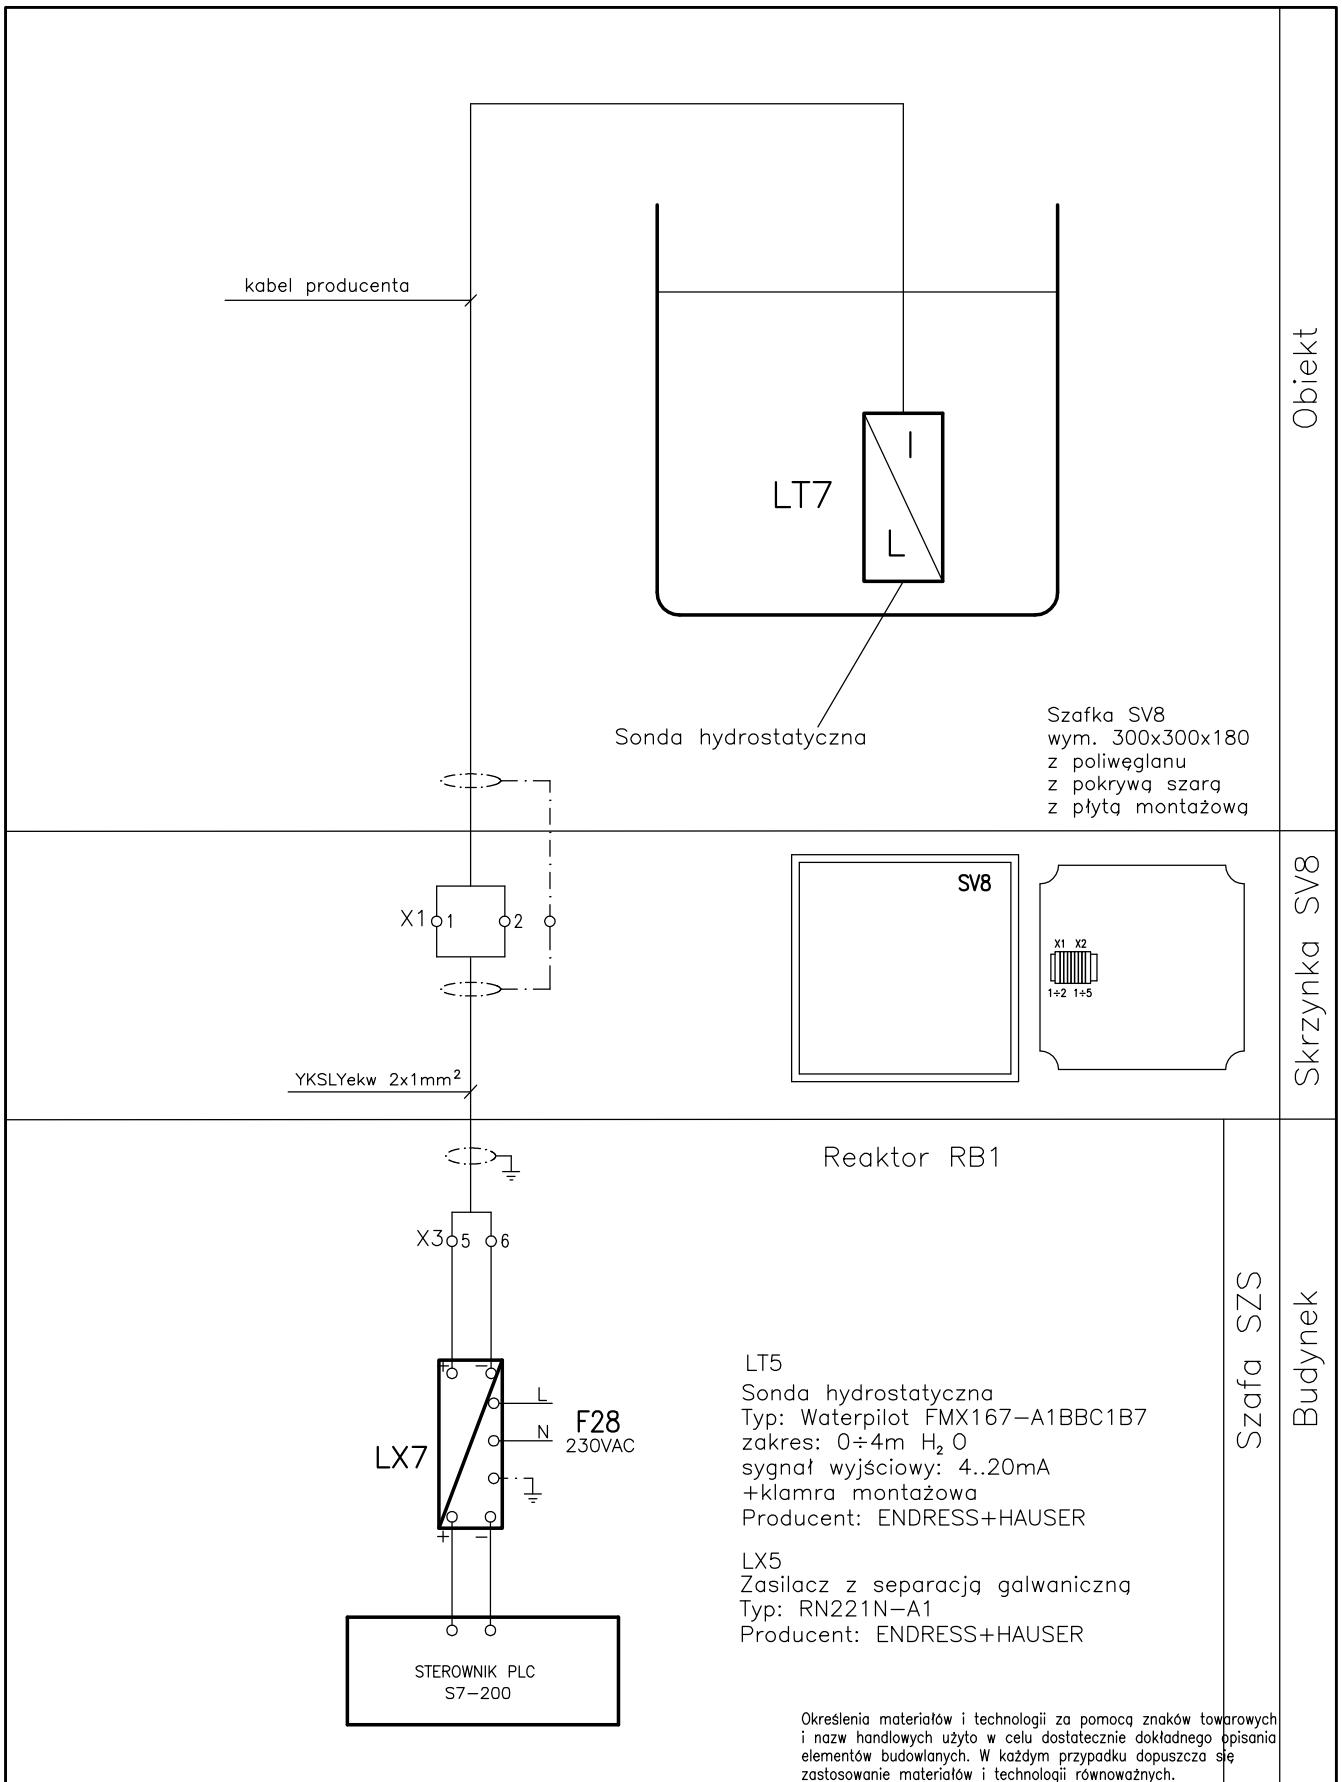 kabel producenta
Obiekt
I
LT7
L
Sonda hydrostatyczna
Szafka SV8
wym. 300x300x180
z poliwęglanu
z pokrywą szarą
z płytą montażową
Skrzynka SV8
SV8
X1 1 2
X1 X2
1÷2 1÷5
YKSLYekw 2x1mm²
Reaktor RB1
X3 5 6
Szafa SZS
Budynek
+ −
L
N
F28
230VAC
LX7
+ −
LT5
Sonda hydrostatyczna
Typ: Waterpilot FMX167−A1BBC1B7
zakres: 0÷4m H₂O
sygnał wyjściowy: 4..20mA
+klamra montażowa
Producent: ENDRESS+HAUSER
LX5
Zasilacz z separacją galwaniczną
Typ: RN221N−A1
Producent: ENDRESS+HAUSER
STEROWNIK PLC
S7−200
Określenia materiałów i technologii za pomocą znaków towarowych
i nazw handlowych użyto w celu dostatecznie dokładnego opisania
elementów budowlanych. W każdym przypadku dopuszcza się
zastosowanie materiałów i technologii równoważnych.